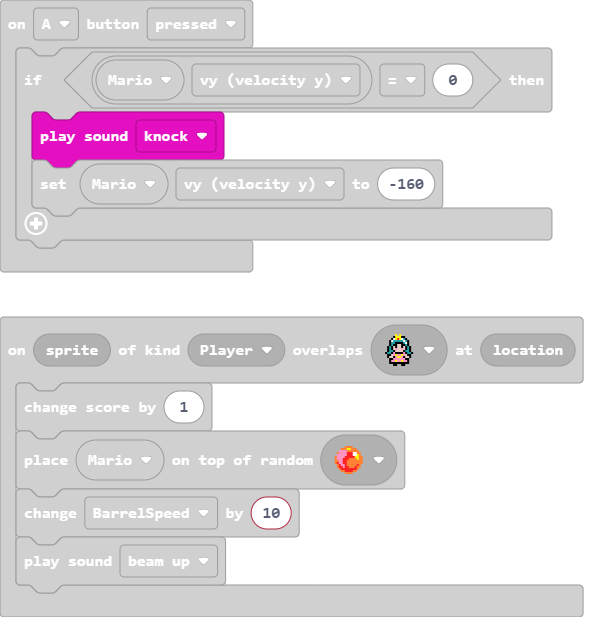 on A button pressed
if Mario vy (velocity y) = 0 then
play sound knock
set Mario vy (velocity y) to -160
on sprite of kind Player overlaps at location
change score by 1
place Mario on top of random
change BarrelSpeed by 10
play sound beam up